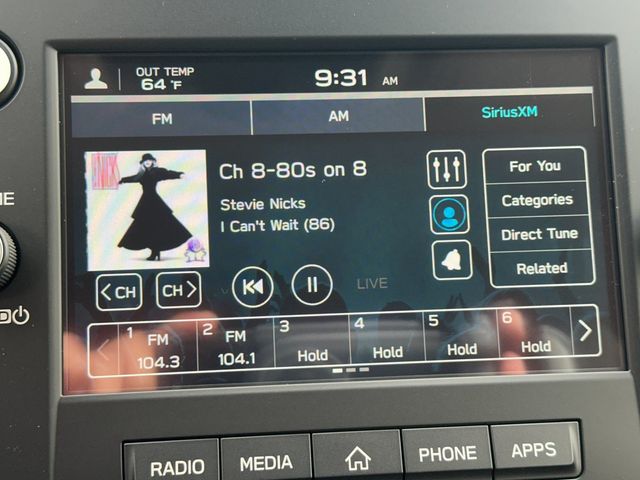 OUT TEMP
64 °F
9:31 AM
FM
AM
SiriusXM
Ch 8-80s on 8
Stevie Nicks
I Can't Wait (86)
For You
Categories
Direct Tune
Related
< CH
CH >
LIVE
1 FM 104.3
2 FM 104.1
3 Hold
4 Hold
5 Hold
6 Hold
RADIO
MEDIA
PHONE
APPS